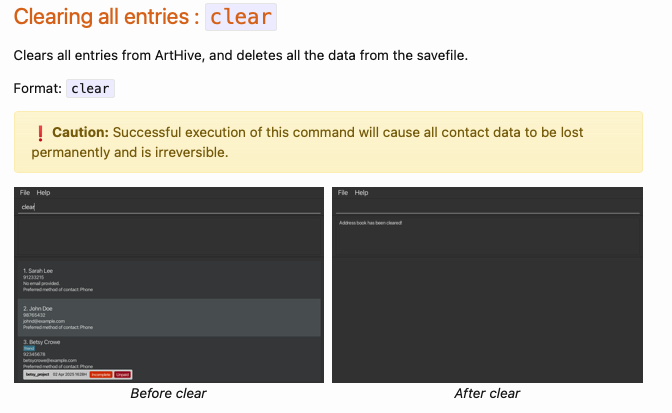 Clearing all entries : clear
Clears all entries from ArtHive, and deletes all the data from the savefile.
Format: clear
❗ Caution: Successful execution of this command will cause all contact data to be lost
permanently and is irreversible.
File Help
clear
1. Sarah Lee
91233215
No email provided.
Preferred method of contact: Phone
2. John Doe
98765432
johnd@example.com
Preferred method of contact: Phone
3. Betsy Crowe
friend
92345678
betsycrowe@example.com
Preferred method of contact: Phone
betsy_project 02 Apr 2025 1638H Incomplete Unpaid
File Help
Address book has been cleared!
Before clear
After clear